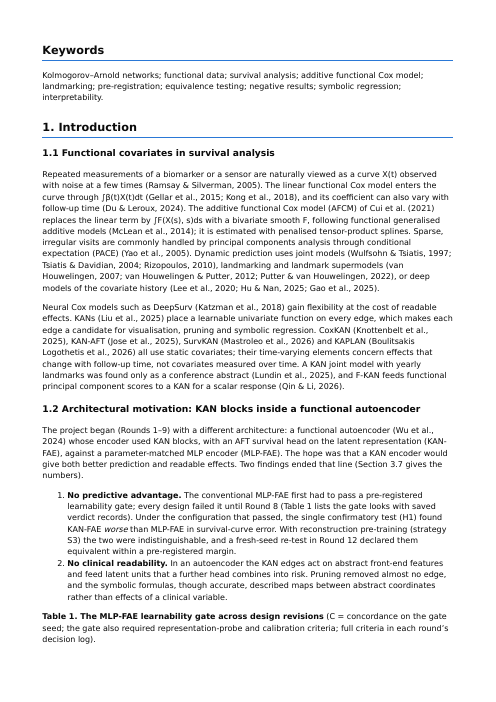 Keywords
Kolmogorov–Arnold networks; functional data; survival analysis; additive functional Cox model;
landmarking; pre-registration; equivalence testing; negative results; symbolic regression;
interpretability.
1. Introduction
1.1 Functional covariates in survival analysis
Repeated measurements of a biomarker or a sensor are naturally viewed as a curve X(t) observed
with noise at a few times (Ramsay & Silverman, 2005). The linear functional Cox model enters the
curve through ∫β(t)X(t)dt (Gellar et al., 2015; Kong et al., 2018), and its coefficient can also vary with
follow-up time (Du & Leroux, 2024). The additive functional Cox model (AFCM) of Cui et al. (2021)
replaces the linear term by ∫F(X(s), s)ds with a bivariate smooth F, following functional generalised
additive models (McLean et al., 2014); it is estimated with penalised tensor-product splines. Sparse,
irregular visits are commonly handled by principal components analysis through conditional
expectation (PACE) (Yao et al., 2005). Dynamic prediction uses joint models (Wulfsohn & Tsiatis, 1997;
Tsiatis & Davidian, 2004; Rizopoulos, 2010), landmarking and landmark supermodels (van
Houwelingen, 2007; van Houwelingen & Putter, 2012; Putter & van Houwelingen, 2022), or deep
models of the covariate history (Lee et al., 2020; Hu & Nan, 2025; Gao et al., 2025).
Neural Cox models such as DeepSurv (Katzman et al., 2018) gain flexibility at the cost of readable
effects. KANs (Liu et al., 2025) place a learnable univariate function on every edge, which makes each
edge a candidate for visualisation, pruning and symbolic regression. CoxKAN (Knottenbelt et al.,
2025), KAN-AFT (Jose et al., 2025), SurvKAN (Mastroleo et al., 2026) and KAPLAN (Boulitsakis
Logothetis et al., 2026) all use static covariates; their time-varying elements concern effects that
change with follow-up time, not covariates measured over time. A KAN joint model with yearly
landmarks was found only as a conference abstract (Lundin et al., 2025), and F-KAN feeds functional
principal component scores to a KAN for a scalar response (Qin & Li, 2026).
1.2 Architectural motivation: KAN blocks inside a functional autoencoder
The project began (Rounds 1–9) with a different architecture: a functional autoencoder (Wu et al.,
2024) whose encoder used KAN blocks, with an AFT survival head on the latent representation (KAN-
FAE), against a parameter-matched MLP encoder (MLP-FAE). The hope was that a KAN encoder would
give both better prediction and readable effects. Two findings ended that line (Section 3.7 gives the
numbers).
1. No predictive advantage. The conventional MLP-FAE first had to pass a pre-registered
learnability gate; every design failed it until Round 8 (Table 1 lists the gate looks with saved
verdict records). Under the configuration that passed, the single confirmatory test (H1) found
KAN-FAE worse than MLP-FAE in survival-curve error. With reconstruction pre-training (strategy
S3) the two were indistinguishable, and a fresh-seed re-test in Round 12 declared them
equivalent within a pre-registered margin.
2. No clinical readability. In an autoencoder the KAN edges act on abstract front-end features
and feed latent units that a further head combines into risk. Pruning removed almost no edge,
and the symbolic formulas, though accurate, described maps between abstract coordinates
rather than effects of a clinical variable.
Table 1. The MLP-FAE learnability gate across design revisions (C = concordance on the gate
seed; the gate also required representation-probe and calibration criteria; full criteria in each round's
decision log).